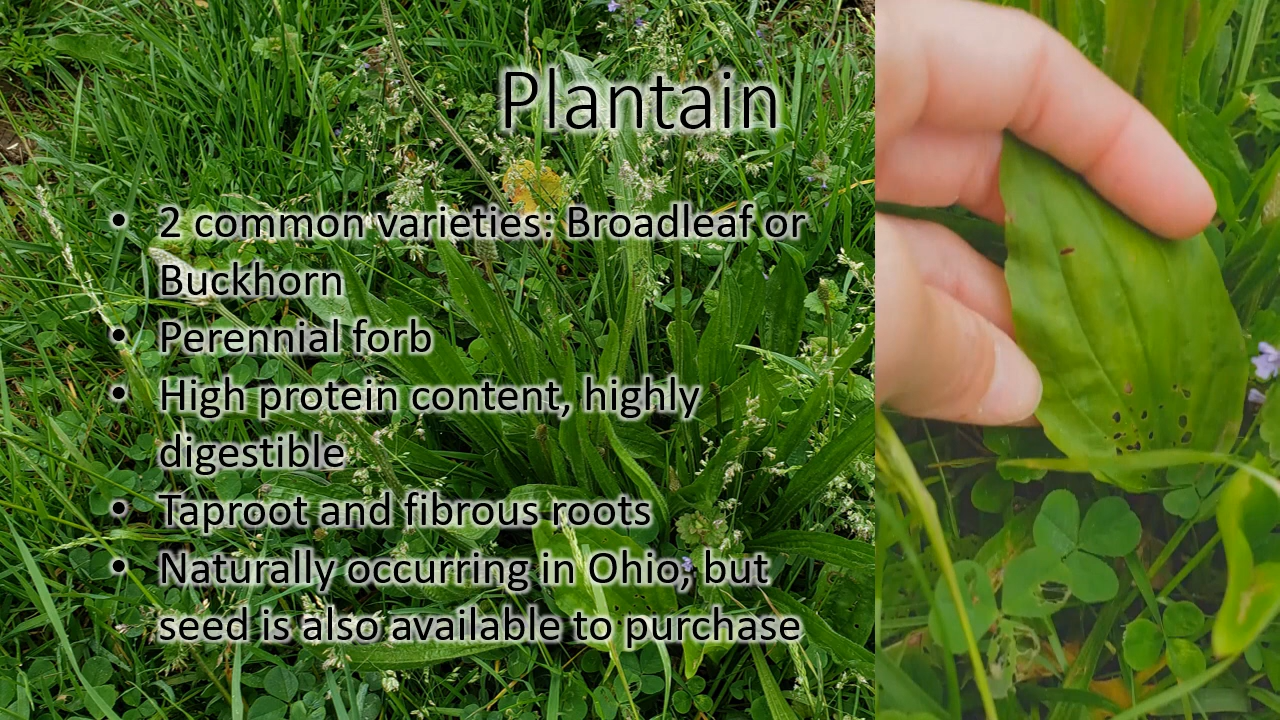 Plantain
• 2 common varieties: Broadleaf or
Buckhorn
• Perennial forb
• High protein content, highly
digestible
• Taproot and fibrous roots
• Naturally occurring in Ohio, but
seed is also available to purchase